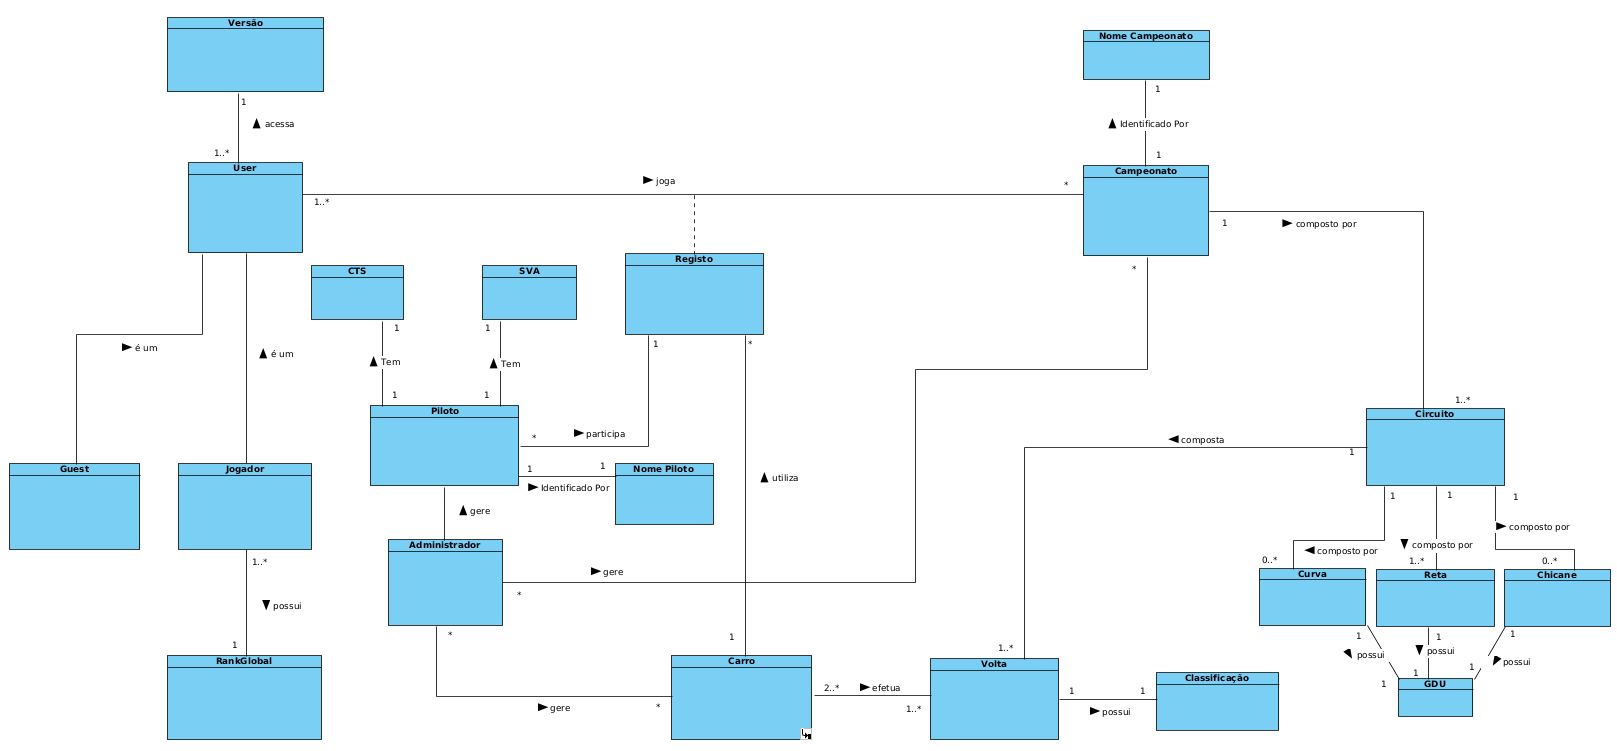 Versão
Nome Campeonato
1
1
acessa
Identificado Por
1..*
1
User
Campeonato
joga
*
1..*
1
composto por
Registo
CTS
SVA
*
1
1
1
*
é um
é um
Tem
Tem
1
1
1..*
Piloto
Circuito
*
participa
composta
1
Guest
Jogador
1
1
Nome Piloto
utiliza
Identificado Por
1
1
1
gere
composto por
Administrador
composto por
composto por
1..*
0..*
1..*
0..*
gere
Curva
Reta
Chicane
*
possui
*
1
1
1
1
1
1..*
possui
possui
possui
RankGlobal
Carro
Volta
1
1
Classificação
1
GDU
2..*
efetua
1
1
gere
*
1..*
possui